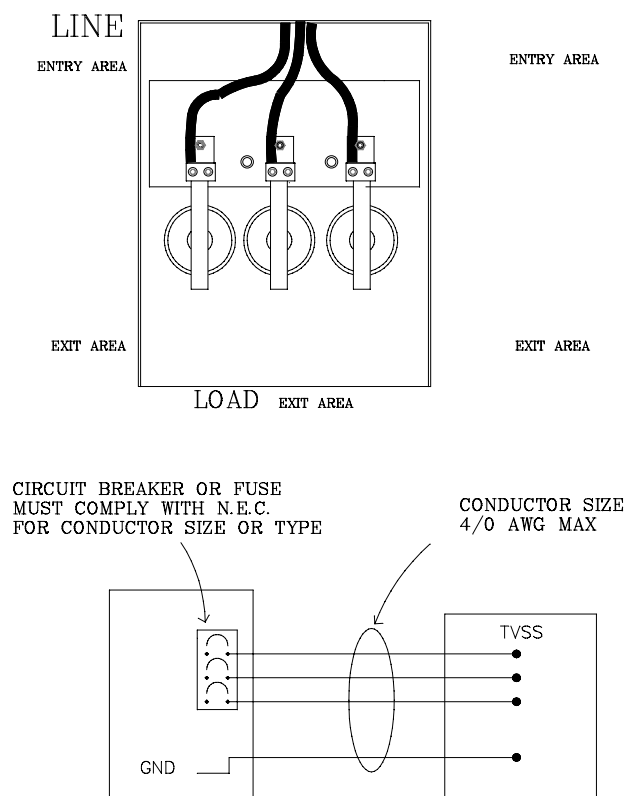 LINE
ENTRY AREA
ENTRY AREA
EXIT AREA
EXIT AREA
LOAD EXIT AREA
CIRCUIT BREAKER OR FUSE
MUST COMPLY WITH N.E.C.
FOR CONDUCTOR SIZE OR TYPE
CONDUCTOR SIZE
4/0 AWG MAX
TVSS
GND